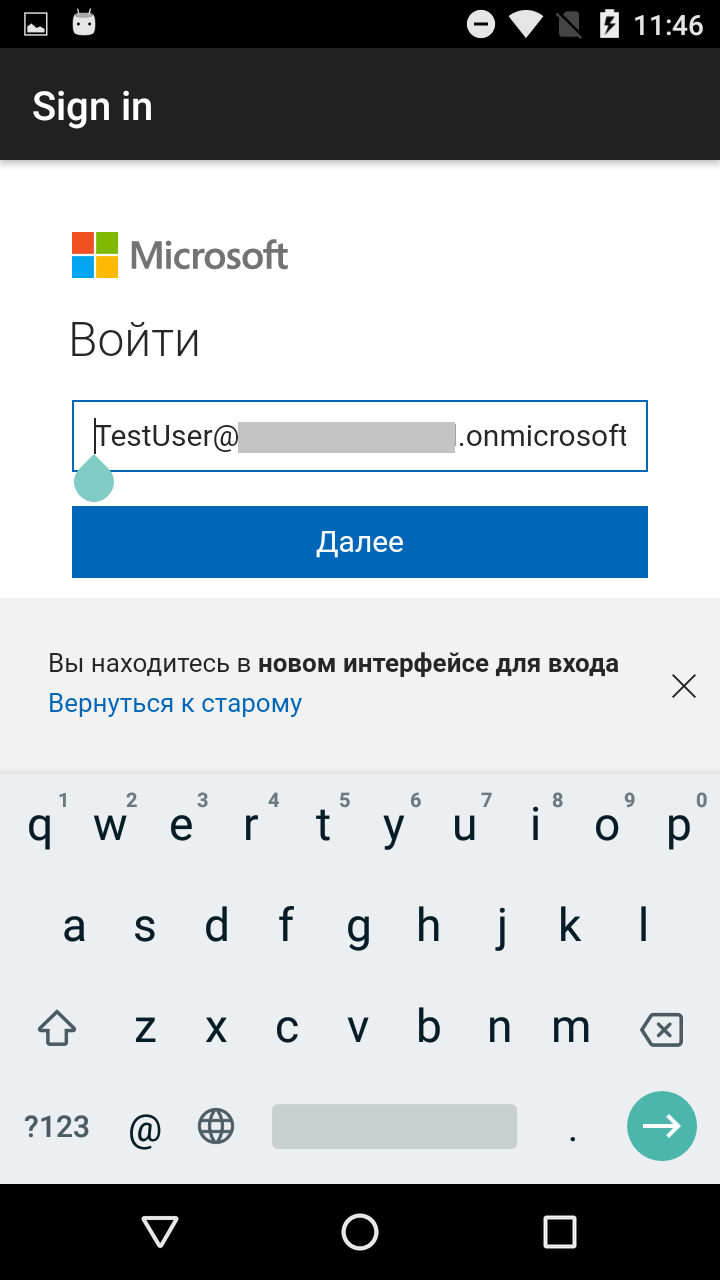 11:46
Sign in
Microsoft
Войти
TestUser@ .onmicrosoft
Далее
Вы находитесь в новом интерфейсе для входа
Вернуться к старому
1 2 3 4 5 6 7 8 9 0
q w e r t y u i o p
a s d f g h j k l
z x c v b n m
?123 @ .